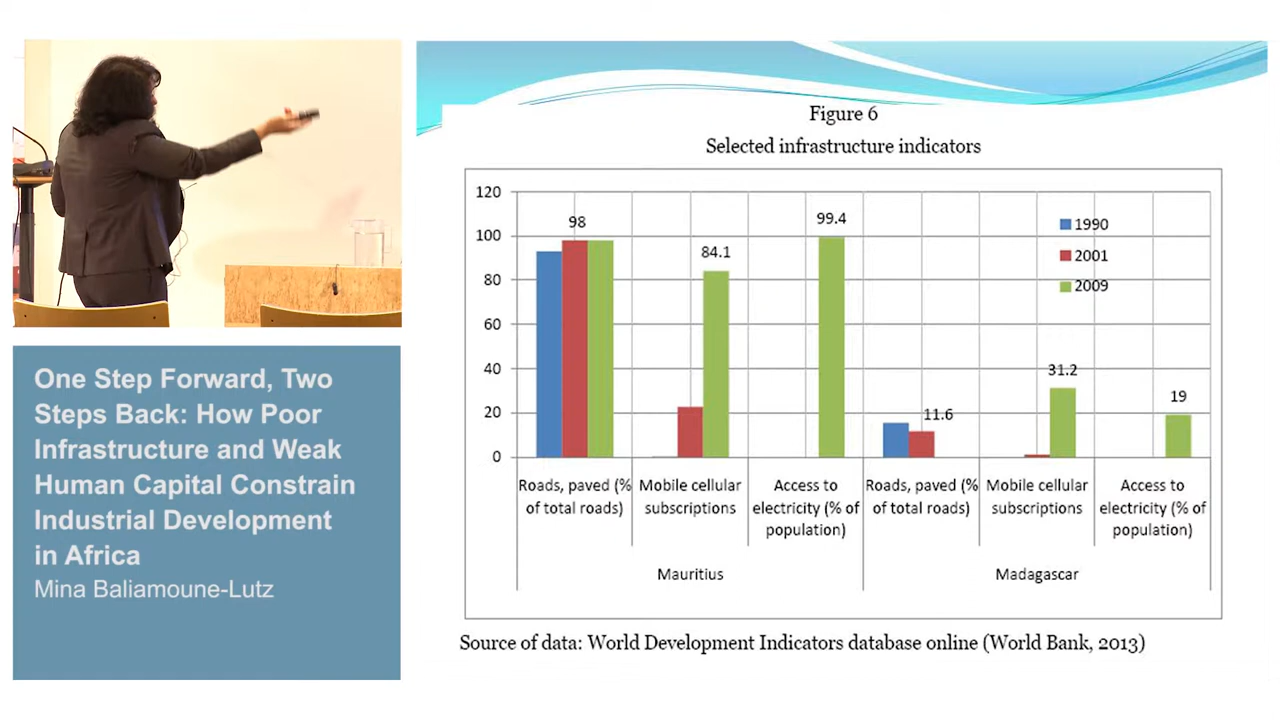 One Step Forward, Two
Steps Back: How Poor
Infrastructure and Weak
Human Capital Constrain
Industrial Development
in Africa
Mina Baliamoune-Lutz
Figure 6
Selected infrastructure indicators
120
100
80
60
40
20
0
98
84.1
99.4
11.6
31.2
19
1990
2001
2009
Roads, paved (%
of total roads)
Mobile cellular
subscriptions
Access to
electricity (% of
population)
Roads, paved (%
of total roads)
Mobile cellular
subscriptions
Access to
electricity (% of
population)
Mauritius
Madagascar
Source of data: World Development Indicators database online (World Bank, 2013)